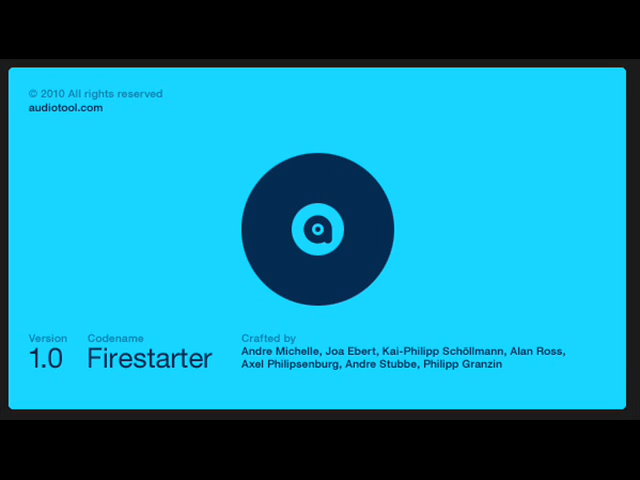 © 2010 All rights reserved
audiotool.com
Version
1.0
Codename
Firestarter
Crafted by
Andre Michelle, Joa Ebert, Kai-Philipp Schöllmann, Alan Ross,
Axel Philipsenburg, Andre Stubbe, Philipp Granzin